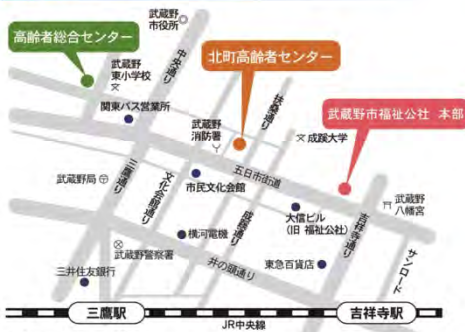 武蔵野
市役所
高齢者総合センター
中央通り
北町高齢者センター
武蔵野
東小学校
扶桑通り
関東バス営業所
武蔵野
消防署
成蹊大学
武蔵野市福祉公社 本部
五日市街道
武蔵野局
三鷹通り
文化会館通り
市民文化会館
成蹊通り
大信ビル
(旧 福祉公社)
吉祥寺通り
武蔵野
八幡宮
サンロード
横河電機
武蔵野警察署
井の頭通り
東急百貨店
三井住友銀行
三鷹駅
吉祥寺駅
JR中央線